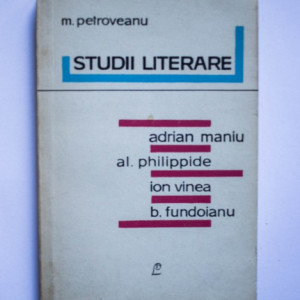 m. petroveanu
STUDII LITERARE
adrian maniu
al. philippide
ion vinea
b. fundoianu